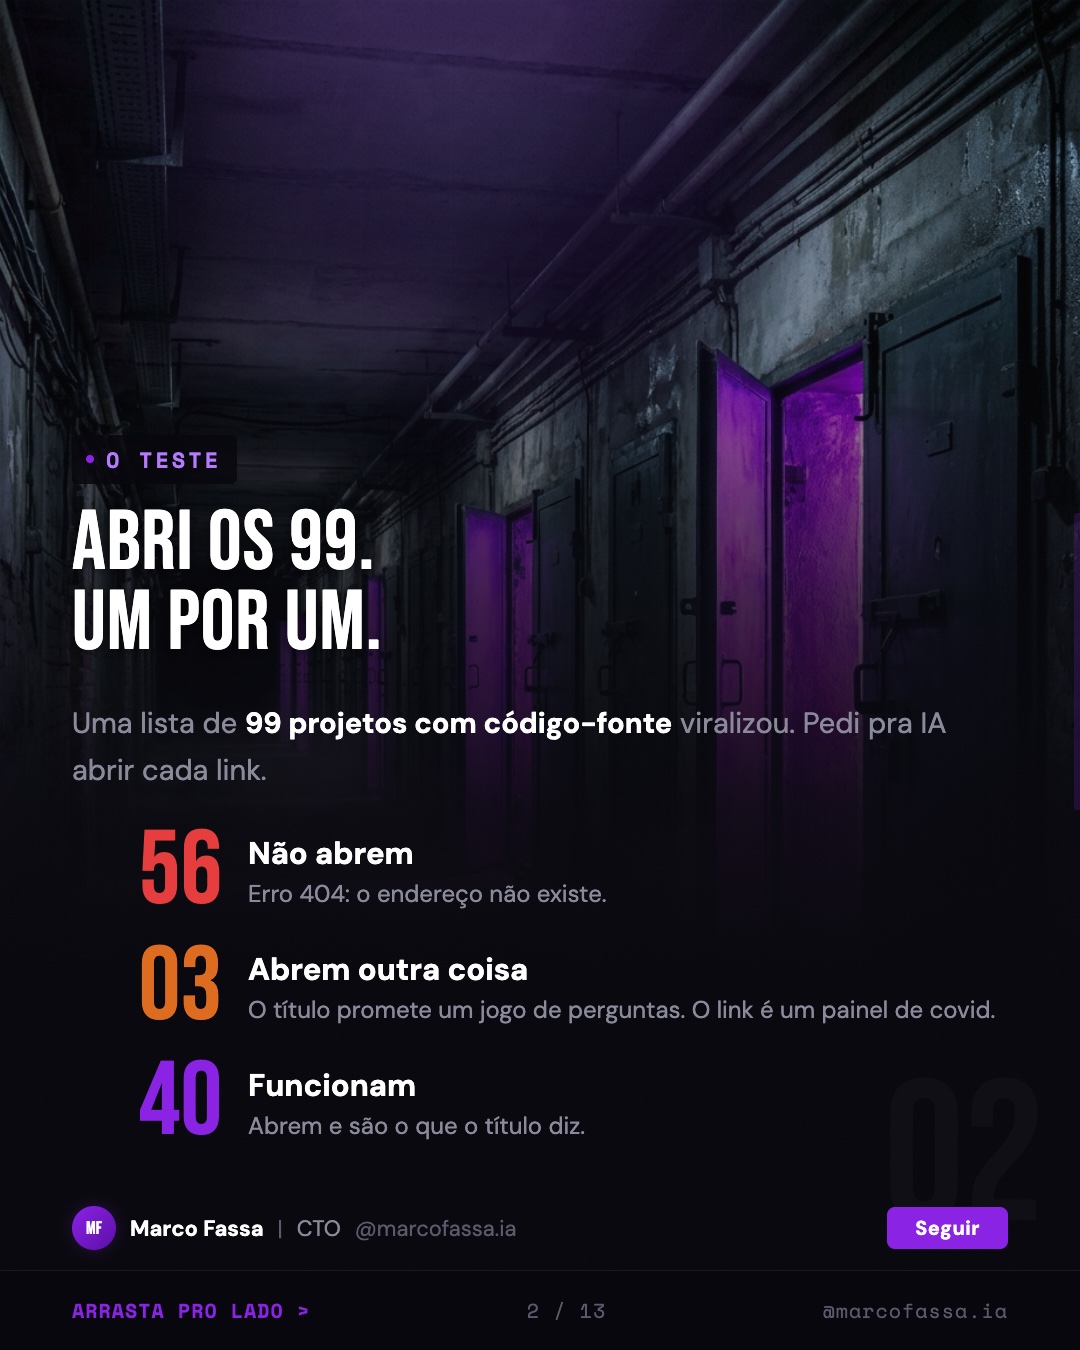 • O TESTE
ABRI OS 99.
UM POR UM.
Uma lista de 99 projetos com código-fonte viralizou. Pedi pra IA
abrir cada link.
56
Não abrem
Erro 404: o endereço não existe.
03
Abrem outra coisa
O título promete um jogo de perguntas. O link é um painel de covid.
40
Funcionam
Abrem e são o que o título diz.
02
MF Marco Fassa | CTO @marcofassa.ia
Seguir
ARRASTA PRO LADO >
2 / 13
@marcofassa.ia